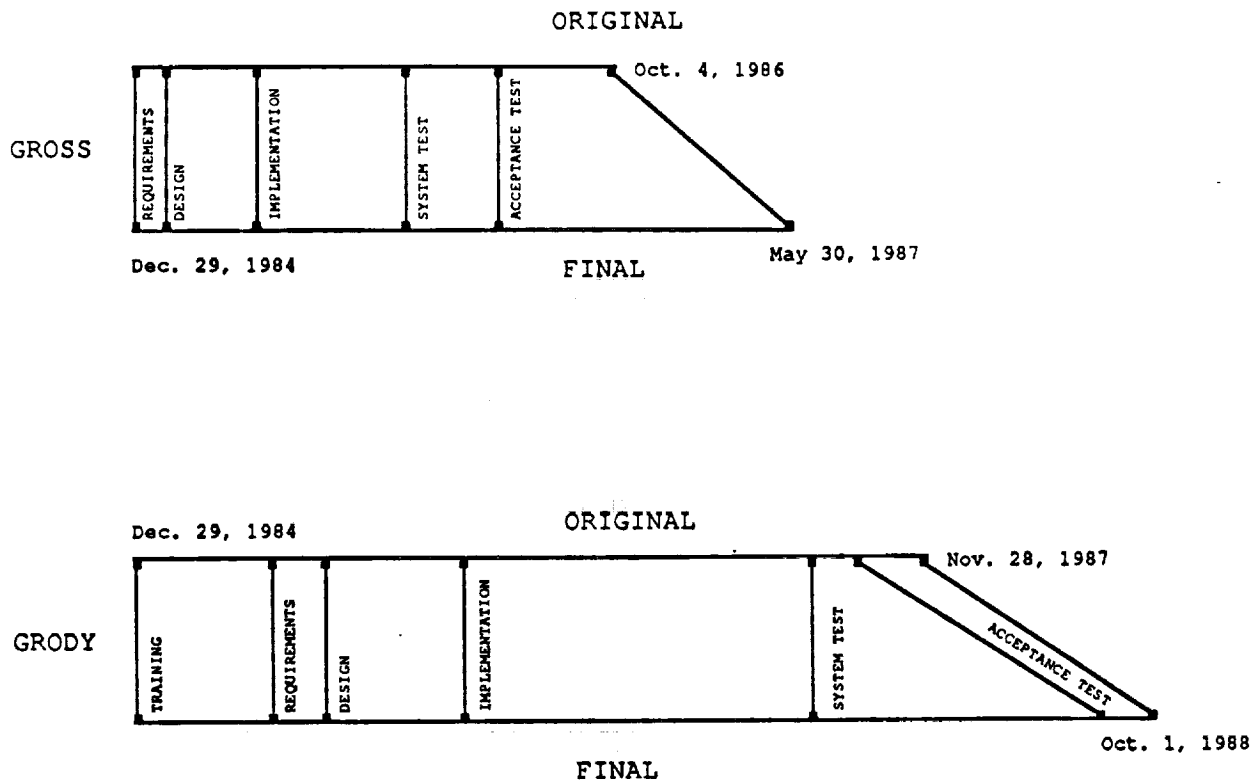 ORIGINAL
Oct. 4, 1986
GROSS
REQUIREMENTS
DESIGN
IMPLEMENTATION
SYSTEM TEST
ACCEPTANCE TEST
Dec. 29, 1984
FINAL
May 30, 1987
Dec. 29, 1984
ORIGINAL
Nov. 28, 1987
GRODY
TRAINING
REQUIREMENTS
DESIGN
IMPLEMENTATION
SYSTEM TEST
ACCEPTANCE TEST
Oct. 1, 1988
FINAL